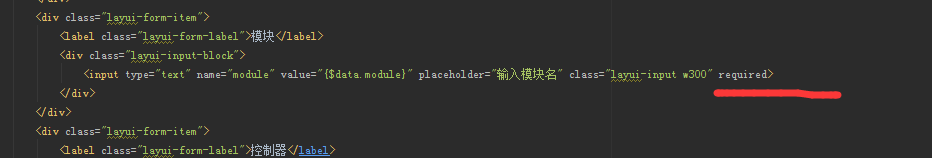 </div>
<div class="layui-form-item">
<label class="layui-form-label">模块</label>
<div class="layui-input-block">
<input type="text" name="module" value="{$data.module}" placeholder="输入模块名" class="layui-input w300" required>
</div>
</div>
<div class="layui-form-item">
<label class="layui-form-label">控制器</label>